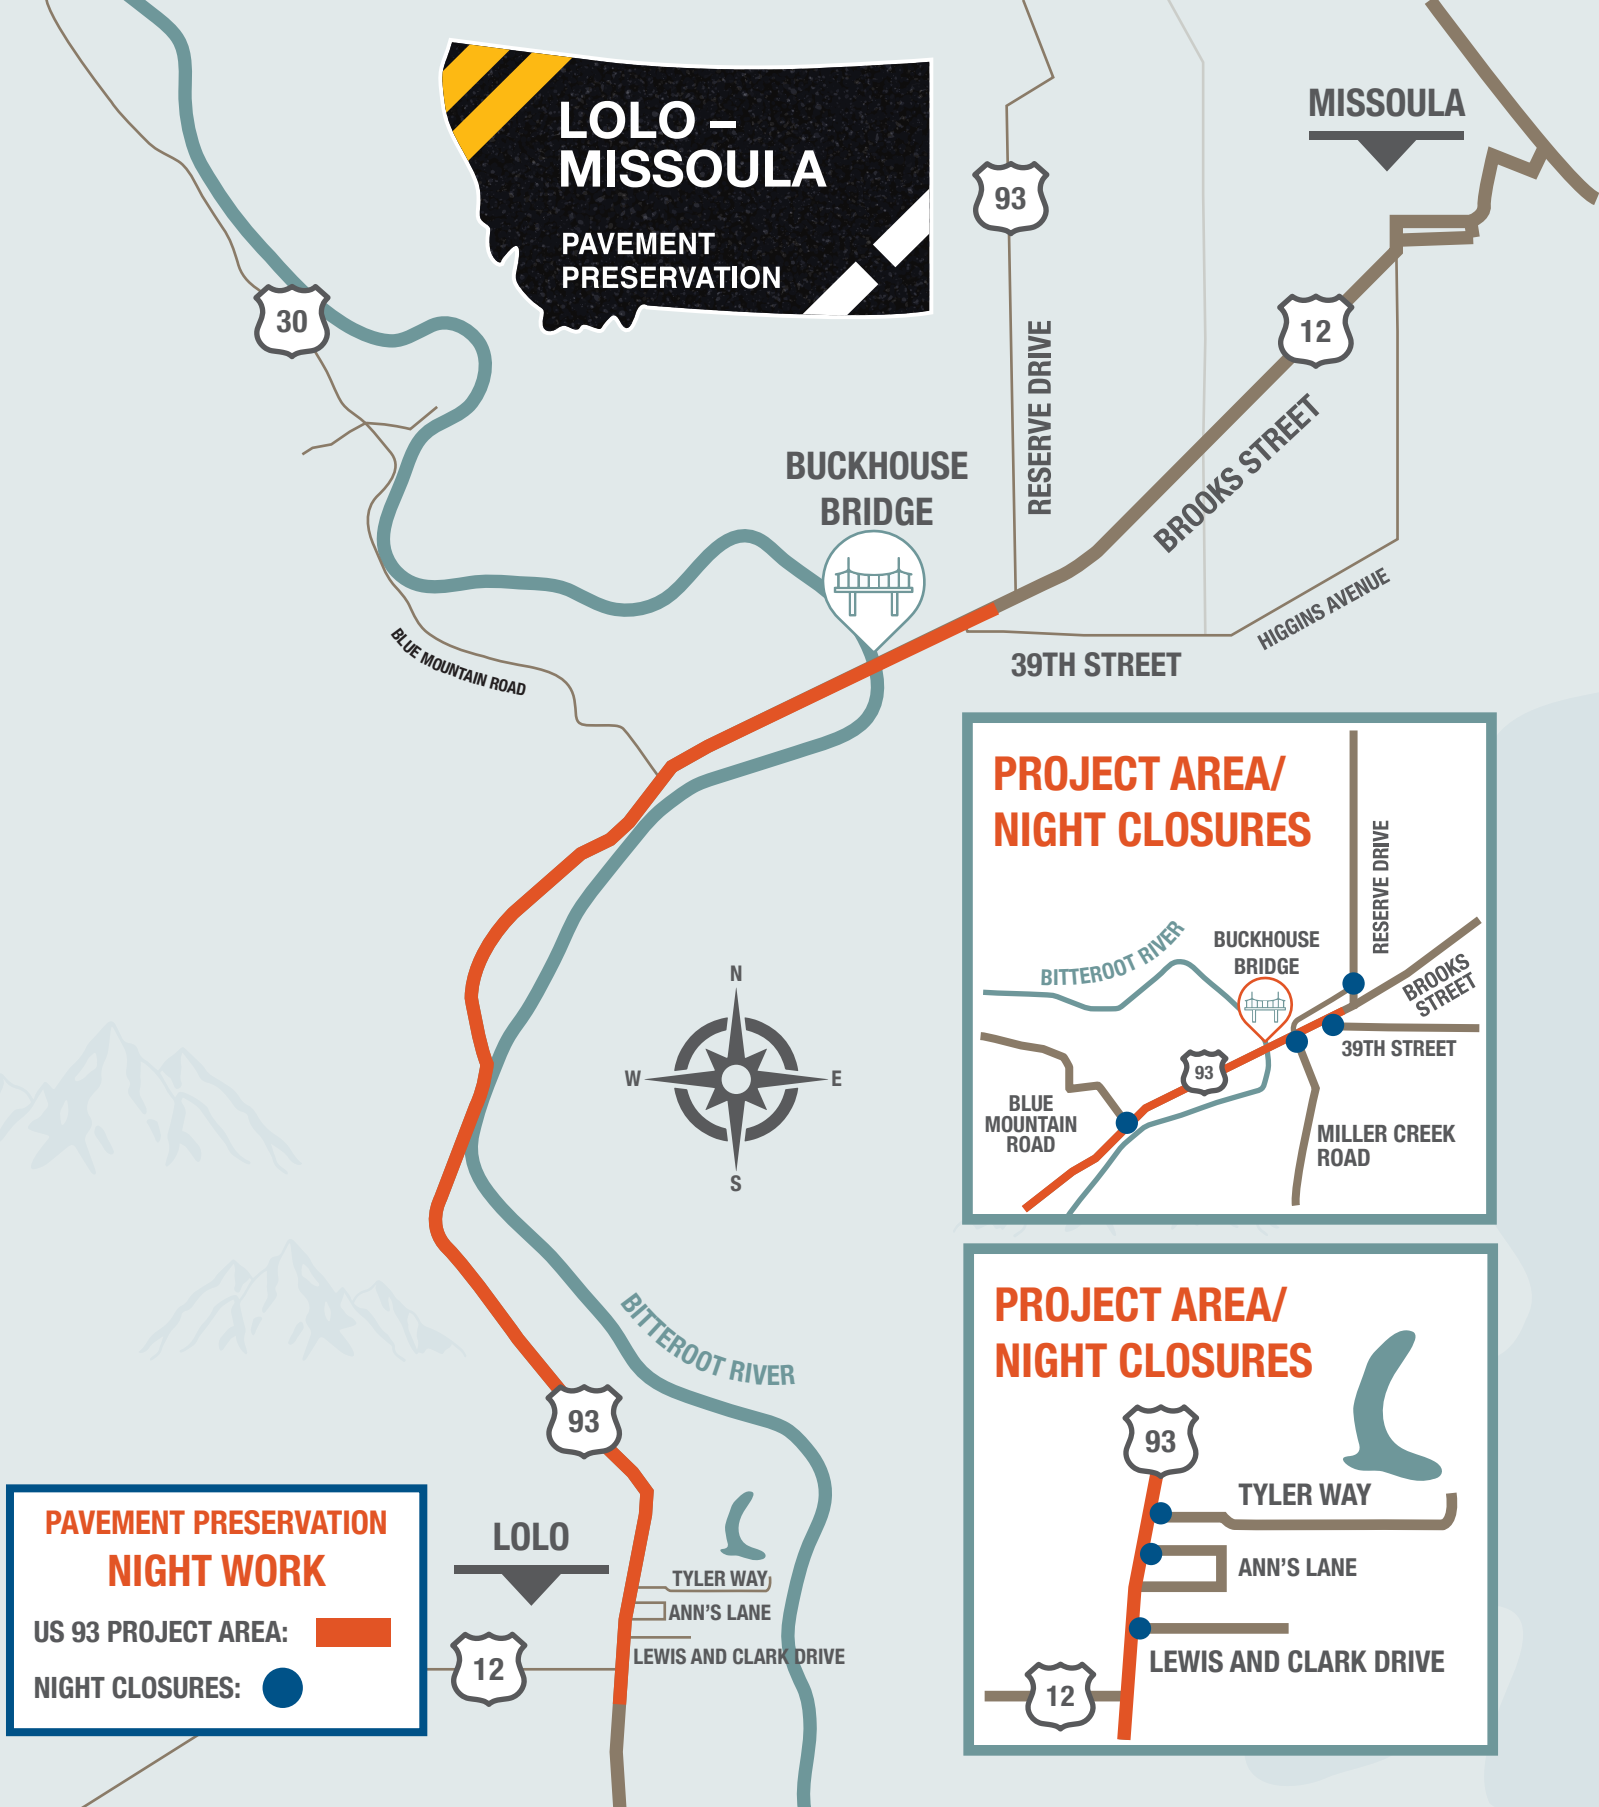 LOLO –
MISSOULA
PAVEMENT
PRESERVATION
MISSOULA
93
30
12
RESERVE DRIVE
BROOKS STREET
BUCKHOUSE
BRIDGE
HIGGINS AVENUE
39TH STREET
BLUE MOUNTAIN ROAD
PROJECT AREA/
NIGHT CLOSURES
RESERVE DRIVE
BITTEROOT RIVER
BUCKHOUSE
BRIDGE
BROOKS
STREET
39TH STREET
93
BLUE
MOUNTAIN
ROAD
MILLER CREEK
ROAD
N
W
E
S
BITTEROOT RIVER
93
LOLO
TYLER WAY
ANN'S LANE
LEWIS AND CLARK DRIVE
12
PROJECT AREA/
NIGHT CLOSURES
93
TYLER WAY
ANN'S LANE
LEWIS AND CLARK DRIVE
12
PAVEMENT PRESERVATION
NIGHT WORK
US 93 PROJECT AREA:
NIGHT CLOSURES: